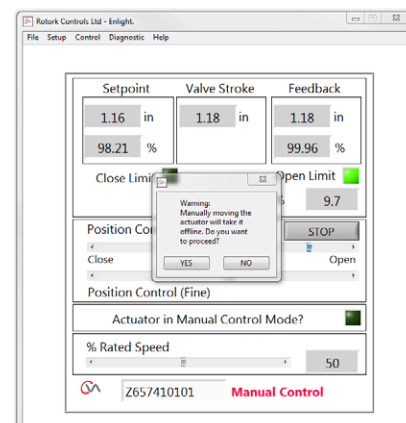 Rotork Controls Ltd - Enlight.
File Setup Control Diagnostic Help
Setpoint Valve Stroke Feedback
1.16 in 1.18 in 1.18 in
98.21 % 99.96 %
Close Limit Open Limit
% 9.7
Warning:
Manually moving the
actuator will take it
offline. Do you want
to proceed?
YES NO
Position STOP
Close Open
Position Control (Fine)
Actuator in Manual Control Mode?
% Rated Speed
50
Z657410101 Manual Control